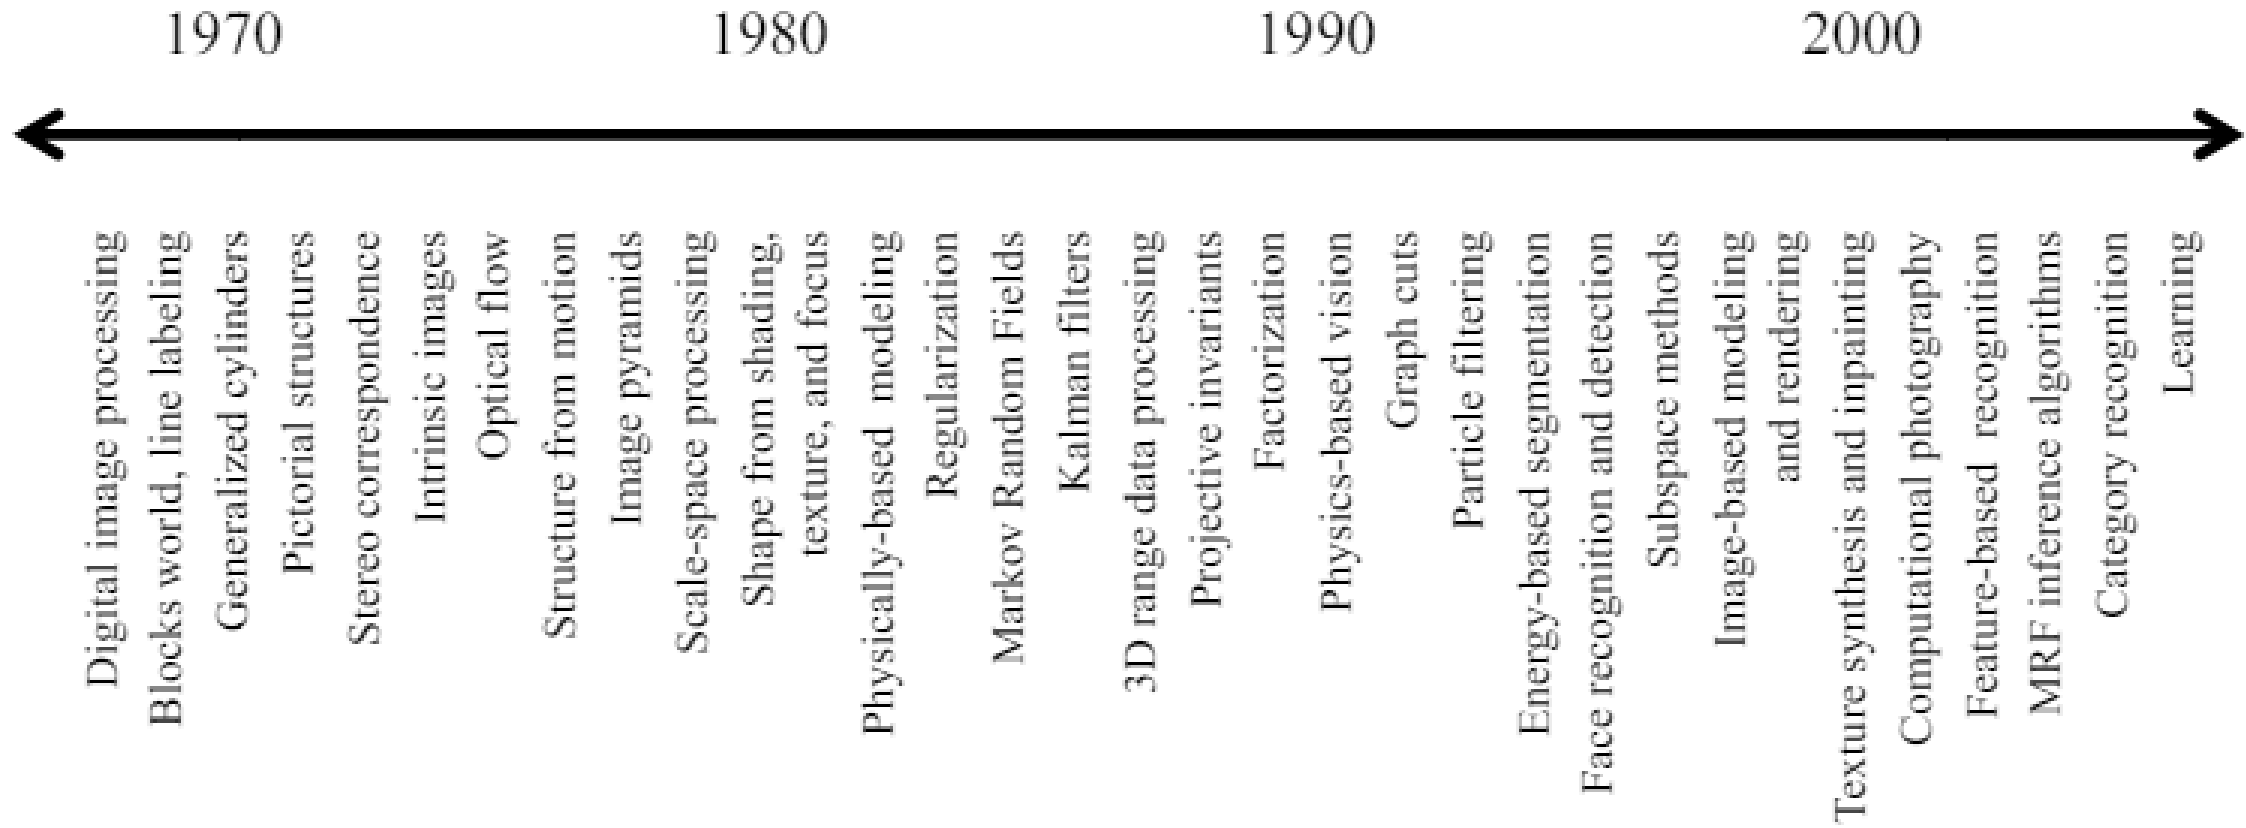 1970
1980
1990
2000
Digital image processing
Blocks world, line labeling
Generalized cylinders
Pictorial structures
Stereo correspondence
Intrinsic images
Optical flow
Structure from motion
Image pyramids
Scale-space processing
Shape from shading,
texture, and focus
Physically-based modeling
Regularization
Markov Random Fields
Kalman filters
3D range data processing
Projective invariants
Factorization
Physics-based vision
Graph cuts
Particle filtering
Energy-based segmentation
Face recognition and detection
Subspace methods
Image-based modeling
and rendering
Texture synthesis and inpainting
Computational photography
Feature-based recognition
MRF inference algorithms
Category recognition
Learning